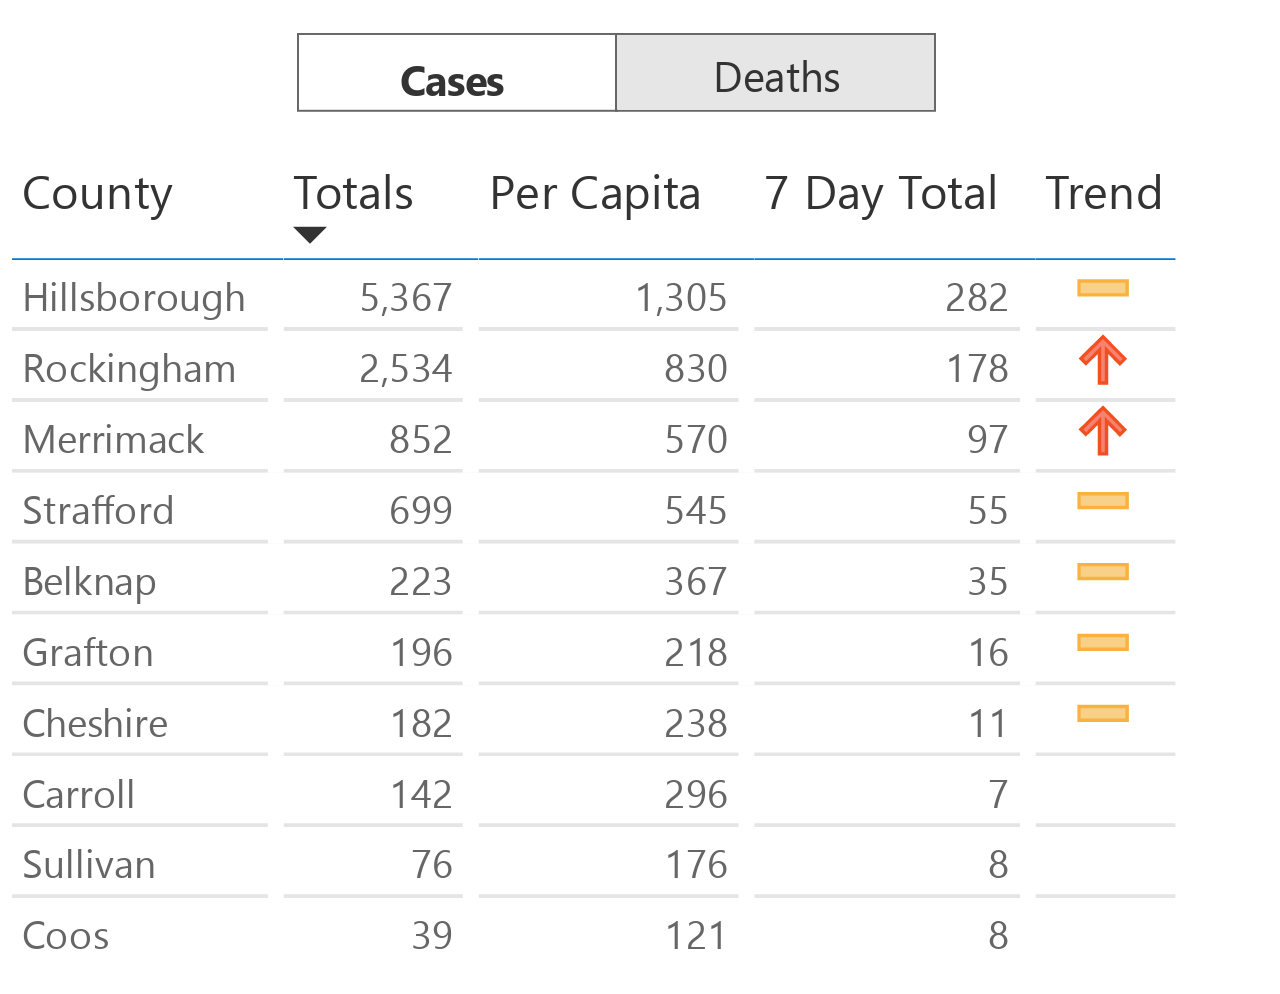 Cases Deaths
County Totals Per Capita 7 Day Total Trend
Hillsborough 5,367 1,305 282
Rockingham 2,534 830 178
Merrimack 852 570 97
Strafford 699 545 55
Belknap 223 367 35
Grafton 196 218 16
Cheshire 182 238 11
Carroll 142 296 7
Sullivan 76 176 8
Coos 39 121 8